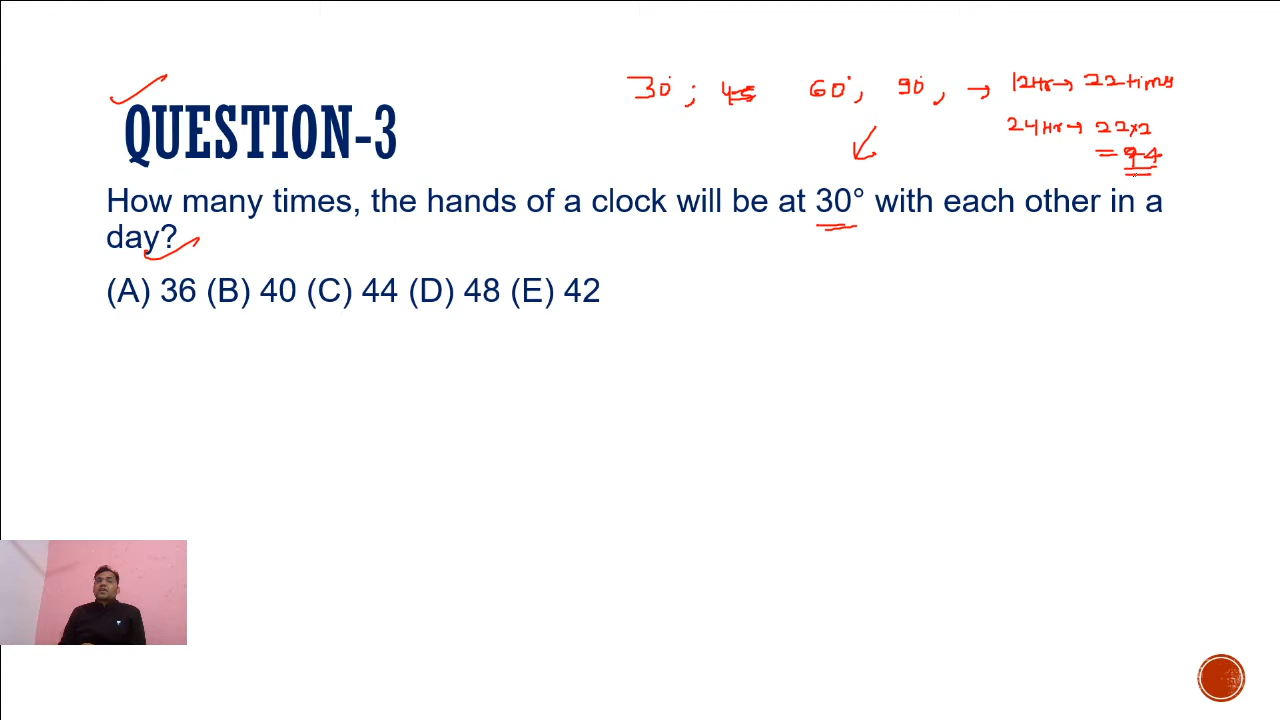 30°; 45 60°, 90°, → 12Hr → 22 times
24Hr → 22×2
= 44
QUESTION-3
How many times, the hands of a clock will be at 30° with each other in a
day?
(A) 36 (B) 40 (C) 44 (D) 48 (E) 42